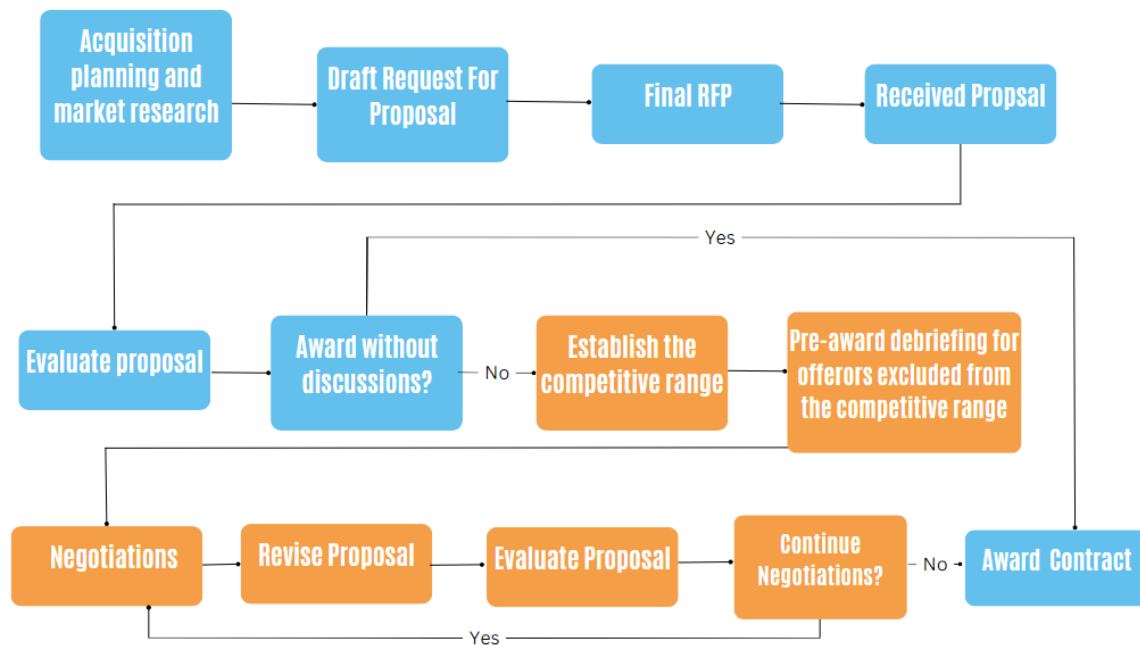 Acquisition
planning and
market research
Draft Request For
Proposal
Final RFP
Received Propsal
Yes
Evaluate proposal
Award without
discussions?
No
Establish the
competitive range
Pre-award debriefing for
offerors excluded from
the competitive range
Negotiations
Revise Proposal
Evaluate Proposal
Continue
Negotiations?
No
Award Contract
Yes